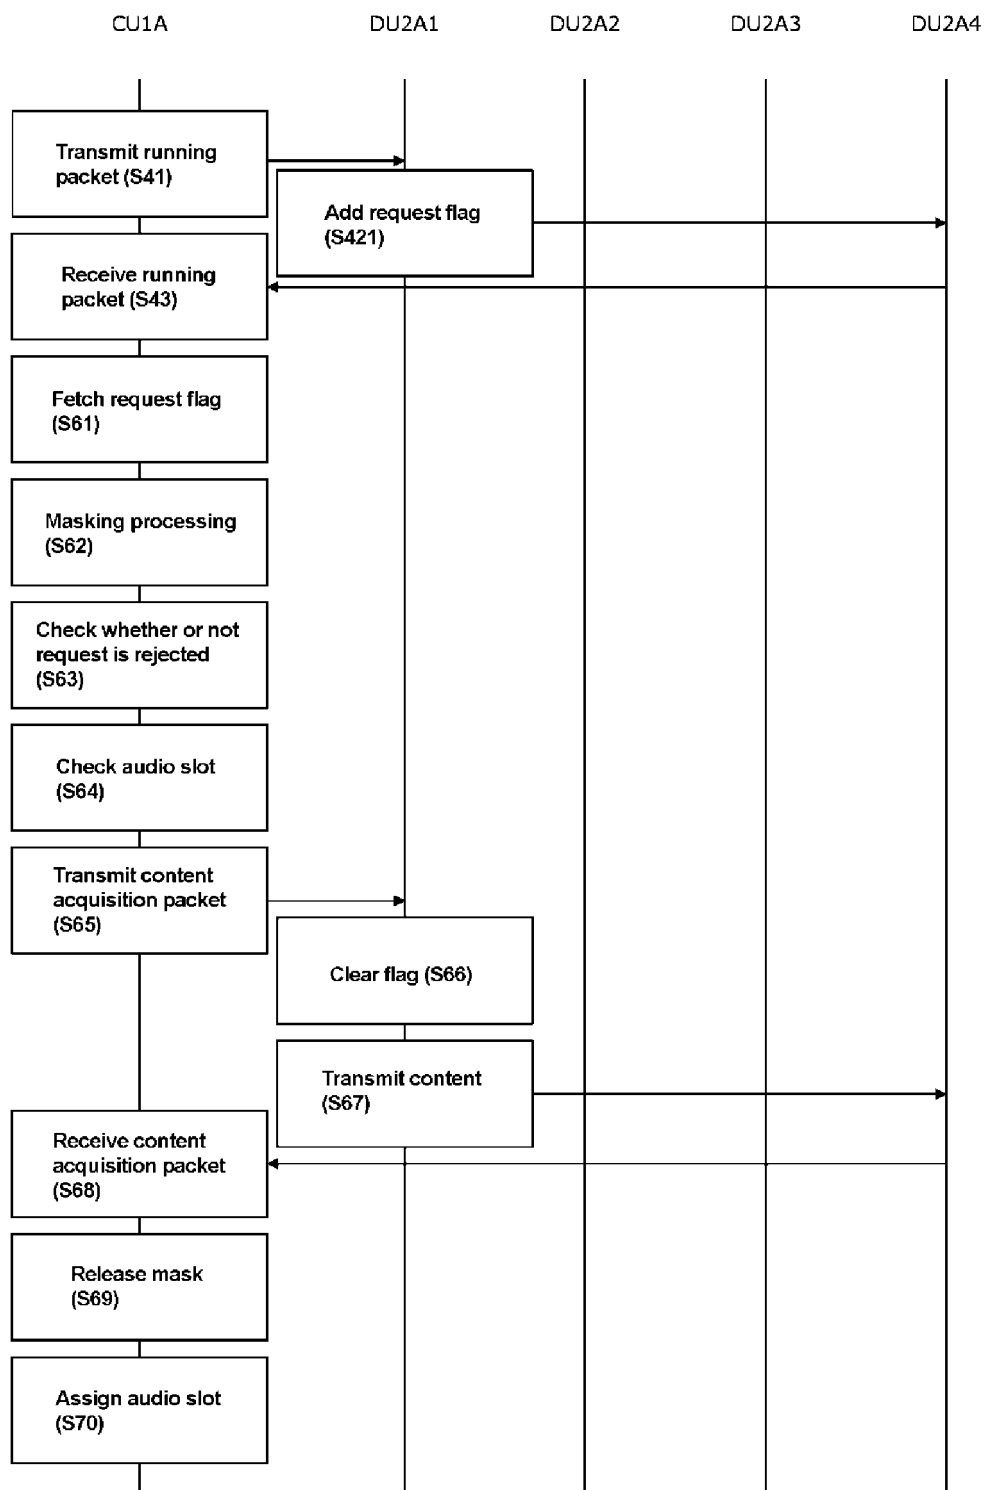 CU1A DU2A1 DU2A2 DU2A3 DU2A4
Transmit running
packet (S41)
Add request flag
(S421)
Receive running
packet (S43)
Fetch request flag
(S61)
Masking processing
(S62)
Check whether or not
request is rejected
(S63)
Check audio slot
(S64)
Transmit content
acquisition packet
(S65)
Clear flag (S66)
Transmit content
(S67)
Receive content
acquisition packet
(S68)
Release mask
(S69)
Assign audio slot
(S70)